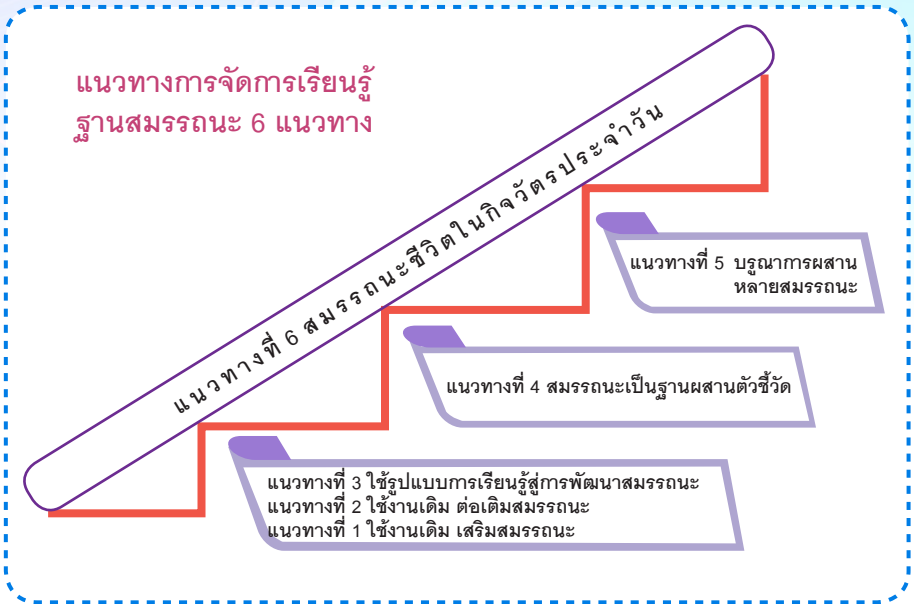 แนวทางการจัดการเรียนรู้
ฐานสมรรถนะ 6 แนวทาง
แนวทางที่ 6 สมรรถนะชีวิตในกิจวัตรประจำวัน
แนวทางที่ 5 บรูณาการผสาน
หลายสมรรถนะ
แนวทางที่ 4 สมรรถนะเป็นฐานผสานตัวชี้วัด
แนวทางที่ 3 ใช้รูปแบบการเรียนรู้สู่การพัฒนาสมรรถนะ
แนวทางที่ 2 ใช้งานเดิม ต่อเติมสมรรถนะ
แนวทางที่ 1 ใช้งานเดิม เสริมสมรรถนะ